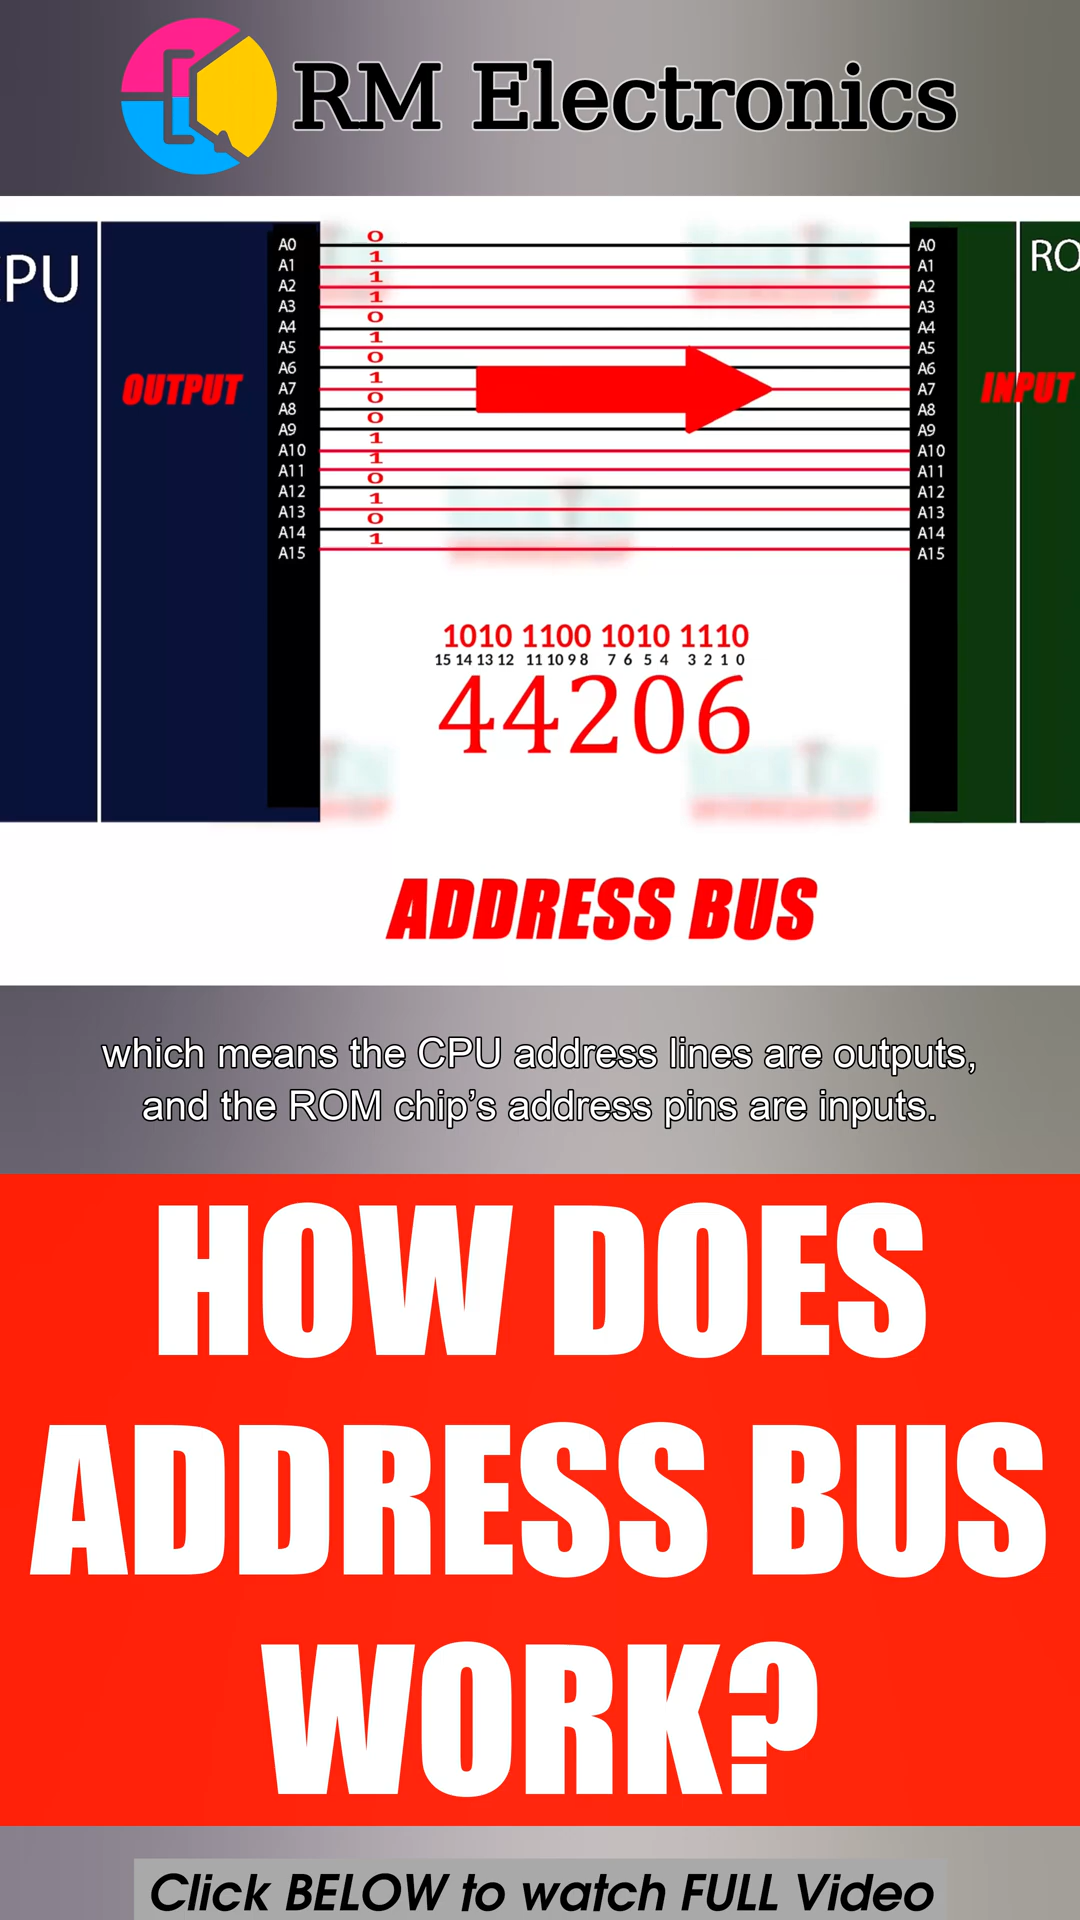 RM Electronics
PU
RO
OUTPUT
INPUT
A0 0 A0
A1 1 A1
A2 1 A2
A3 1 A3
A4 0 A4
A5 1 A5
A6 0 A6
A7 1 A7
A8 0 A8
A9 0 A9
A10 1 A10
A11 1 A11
A12 0 A12
A13 1 A13
A14 0 A14
A15 1 A15
1010 1100 1010 1110
15 14 13 12 11 10 9 8 7 6 5 4 3 2 1 0
44206
ADDRESS BUS
which means the CPU address lines are outputs,
and the ROM chip’s address pins are inputs.
HOW DOES
ADDRESS BUS
WORK?
Click BELOW to watch FULL Video